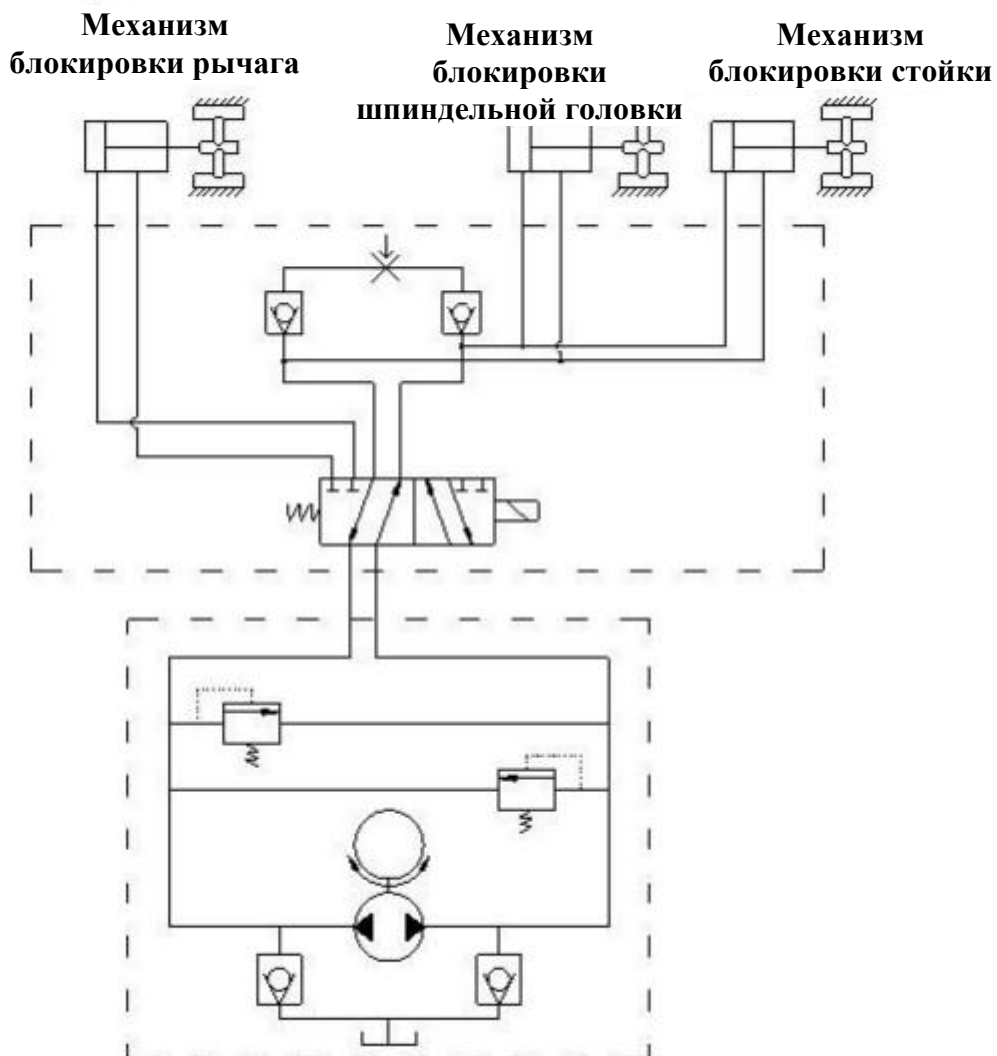 Механизм
блокировки рычага
Механизм
блокировки
шпиндельной головки
Механизм
блокировки стойки